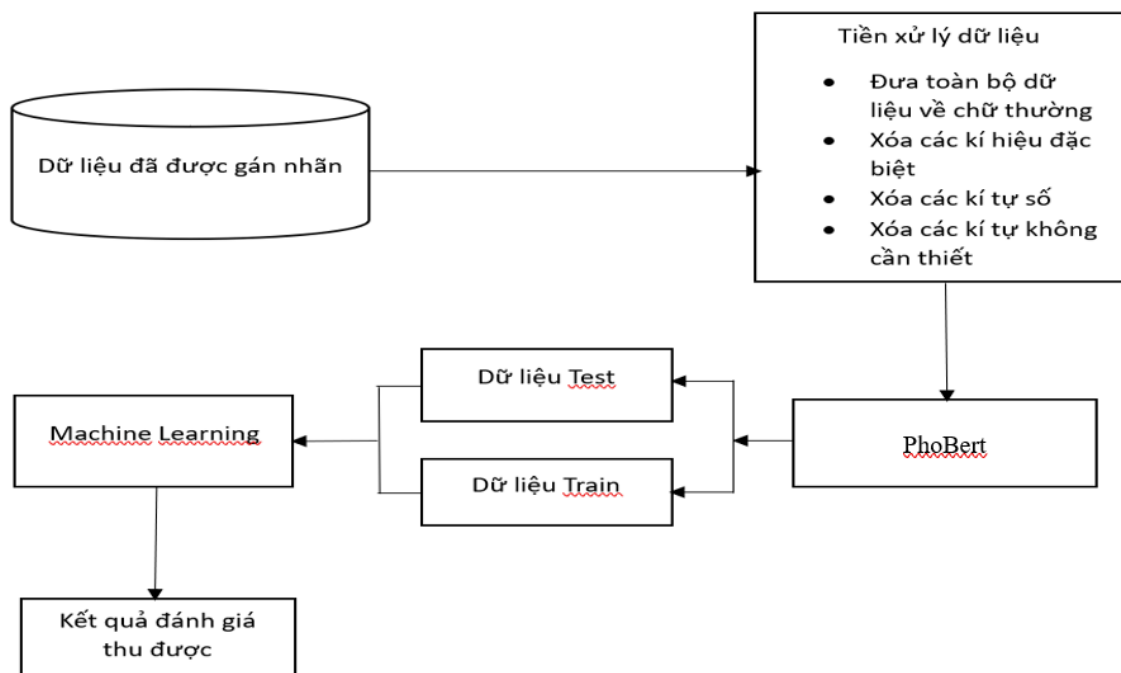 Dữ liệu đã được gán nhãn
Tiền xử lý dữ liệu
• Đưa toàn bộ dữ
liệu về chữ thường
• Xóa các kí hiệu đặc
biệt
• Xóa các kí tự số
• Xóa các kí tự không
cần thiết
PhoBert
Dữ liệu Test
Dữ liệu Train
Machine Learning
Kết quả đánh giá
thu được